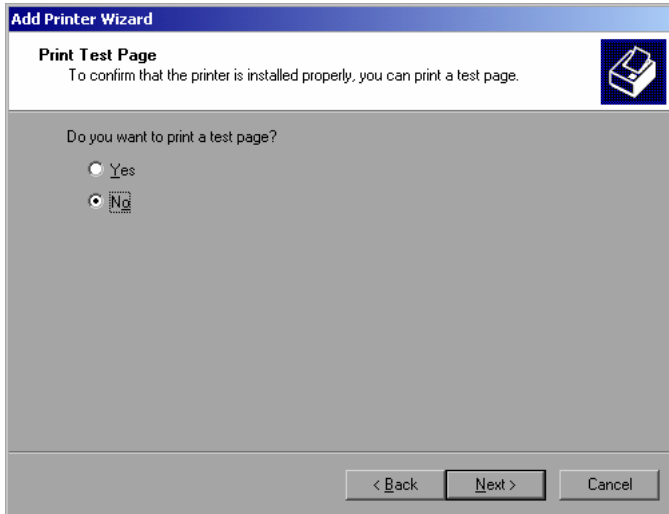 Add Printer Wizard
Print Test Page
To confirm that the printer is installed properly, you can print a test page.
Do you want to print a test page?
Yes
No
< Back
Next >
Cancel